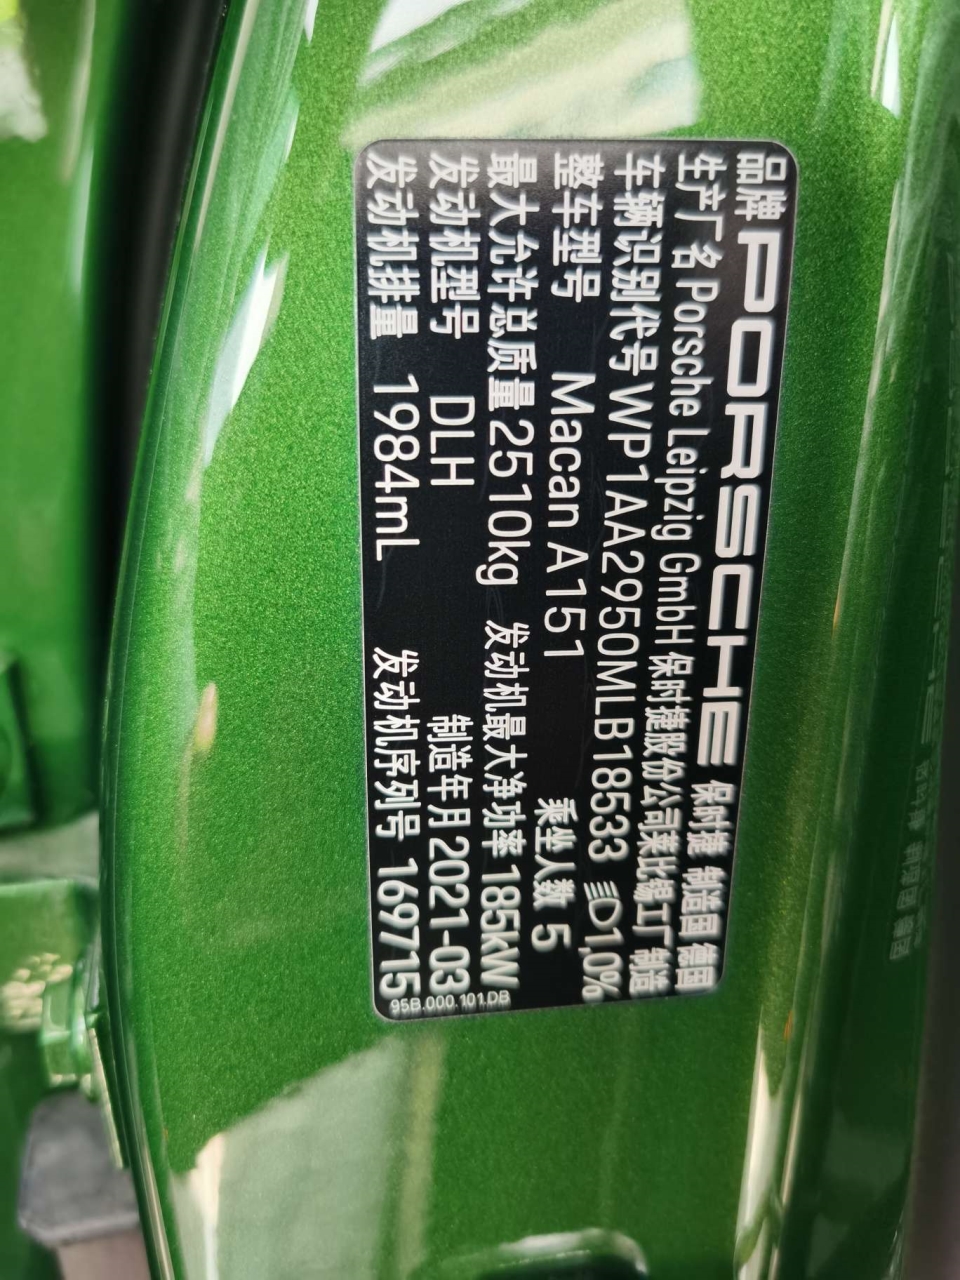 品牌 PORSCHE 保时捷 制造国 德国
生产厂名 Porsche Leipzig GmbH 保时捷股份公司莱比锡工厂制造
车辆识别代号 WP1AA2950MLB18533 1,0%
整车型号 Macan A151 乘坐人数 5
最大允许总质量 2510kg 发动机最大净功率 185kW
发动机型号 DLH 制造年月 2021-03
发动机排量 1984mL 发动机序列号 169715
95B.000.101.DB